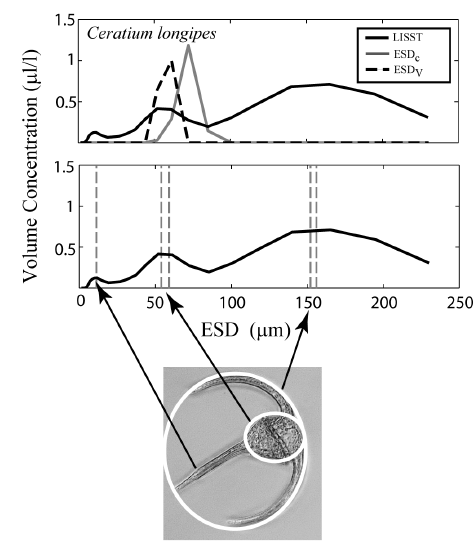 Ceratium longipes
LISST
ESDc
ESDV
1.5
1
0.5
1.5
1
0.5
0 50 100 150 200 250
Volume Concentration (µl/l)
ESD (µm)